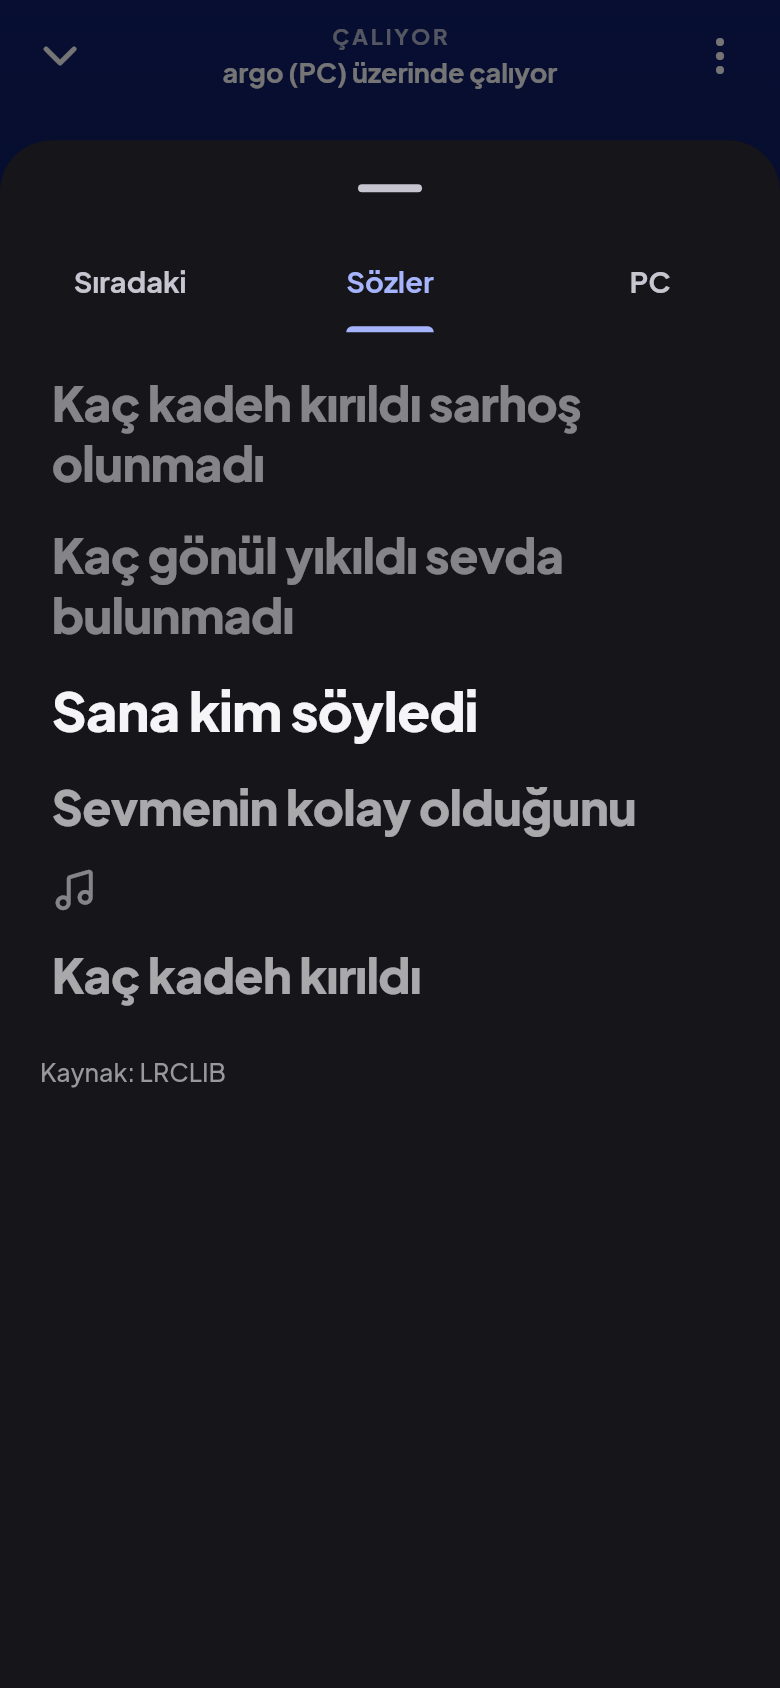 ÇALIYOR
argo (PC) üzerinde çalıyor
Sıradaki
Sözler
PC
Kaç kadeh kırıldı sarhoş
olunmadı
Kaç gönül yıkıldı sevda
bulunmadı
Sana kim söyledi
Sevmenin kolay olduğunu
Kaç kadeh kırıldı
Kaynak: LRCLIB